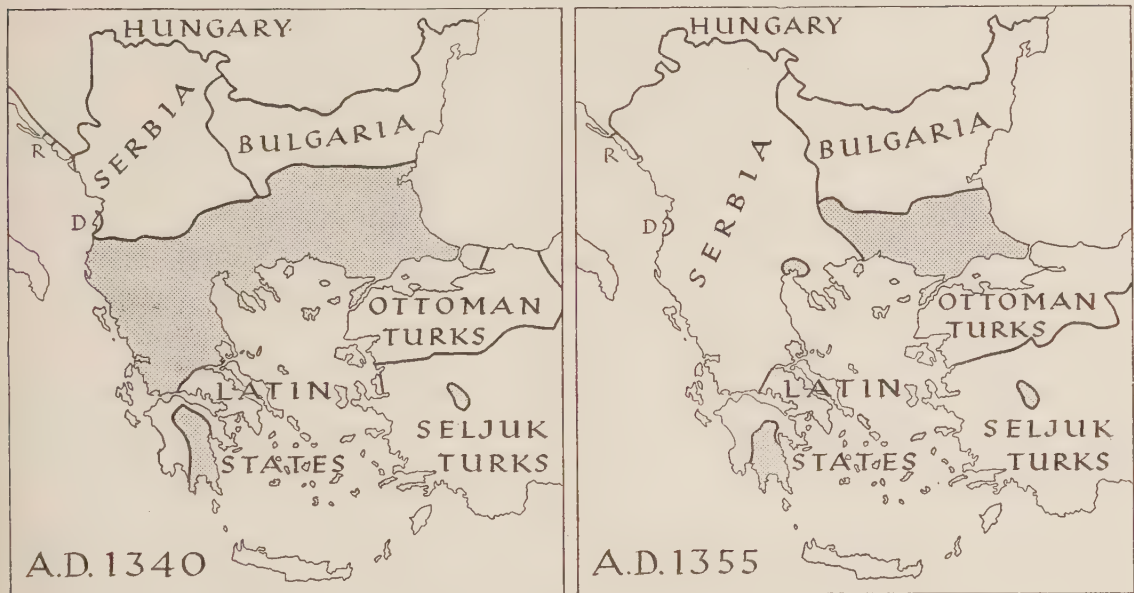 HUNGARY
SERBIA
BULGARIA
R
D
OTTOMAN
TURKS
LATIN
STATES
SELJUK
TURKS
A.D. 1340
HUNGARY
SERBIA
BULGARIA
R
D
OTTOMAN
TURKS
LATIN
STATES
SELJUK
TURKS
A.D. 1355